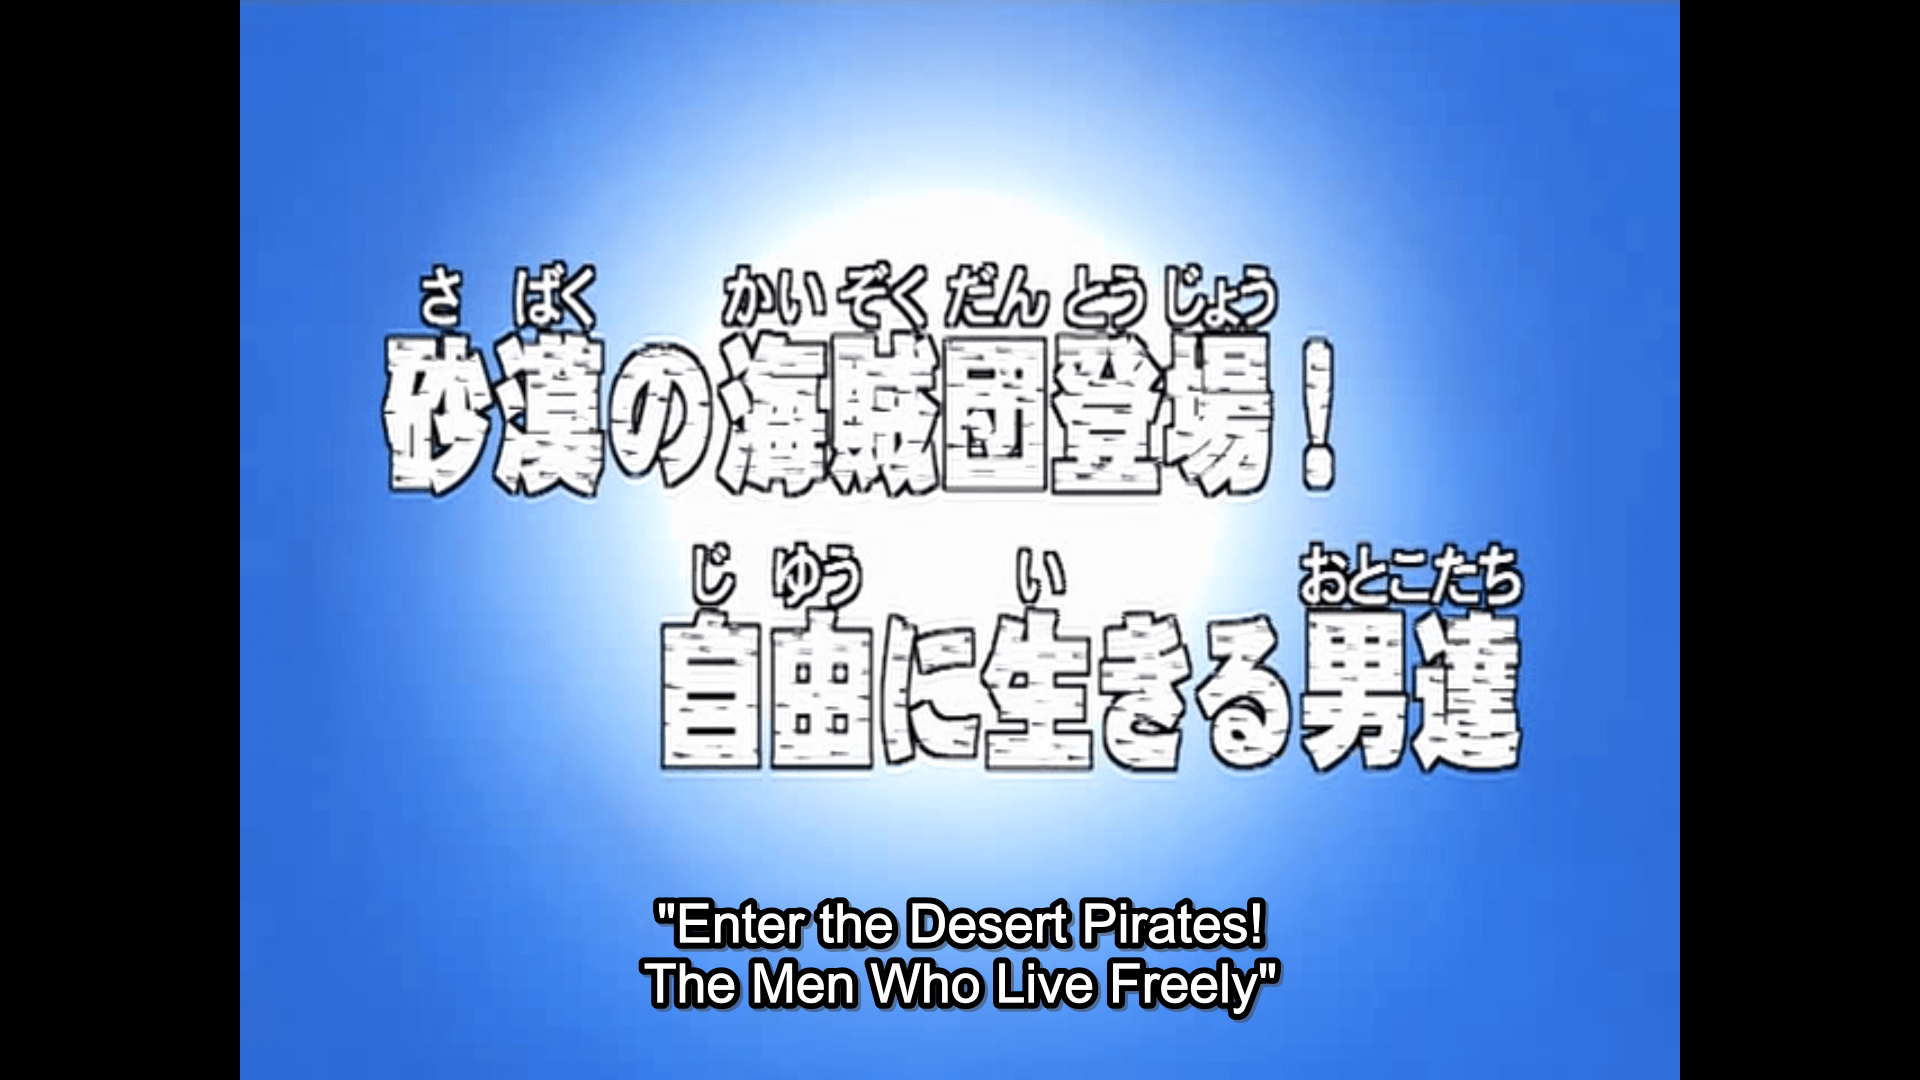 さ ばく かい ぞく だん とう じょう
砂漠の海賊団登場!
じ ゆう い おとこたち
自由に生きる男達
"Enter the Desert Pirates!
The Men Who Live Freely"